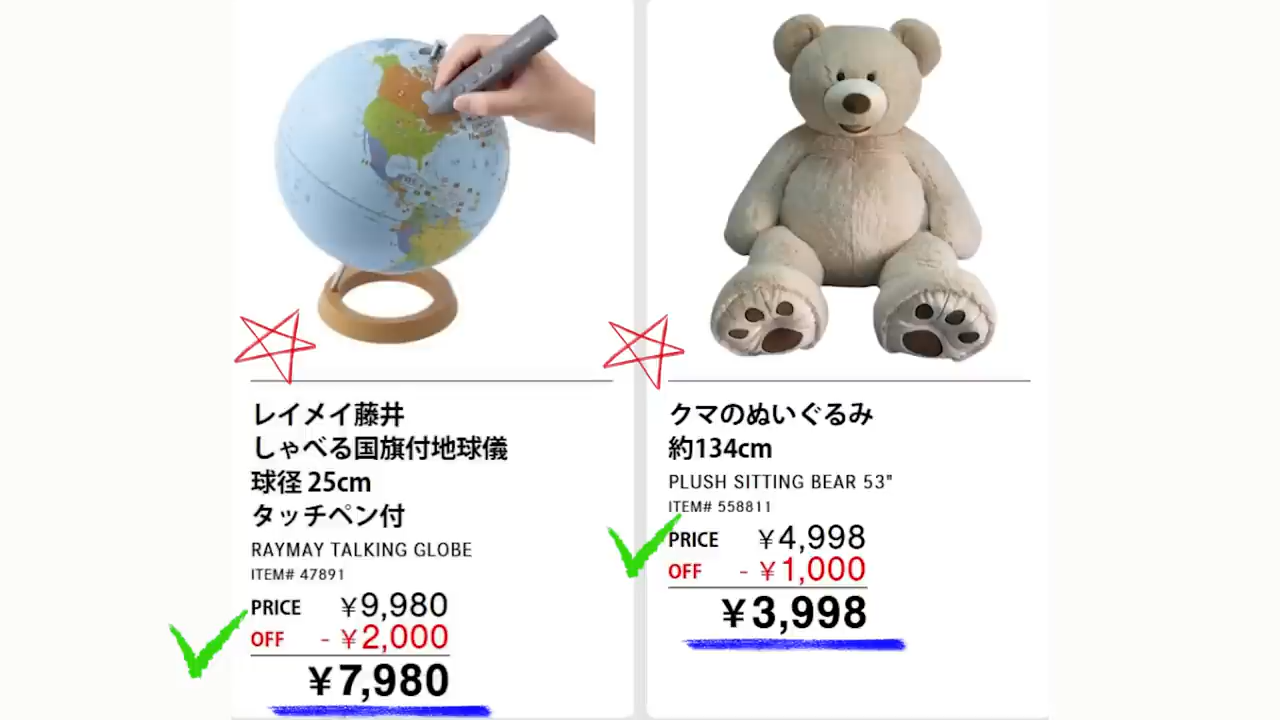 レイメイ藤井
しゃべる国旗付地球儀
球径 25cm
タッチペン付
RAYMAY TALKING GLOBE
ITEM# 47891
PRICE ¥9,980
OFF - ¥2,000
¥7,980
クマのぬいぐるみ
約134cm
PLUSH SITTING BEAR 53"
ITEM# 558811
PRICE ¥4,998
OFF - ¥1,000
¥3,998